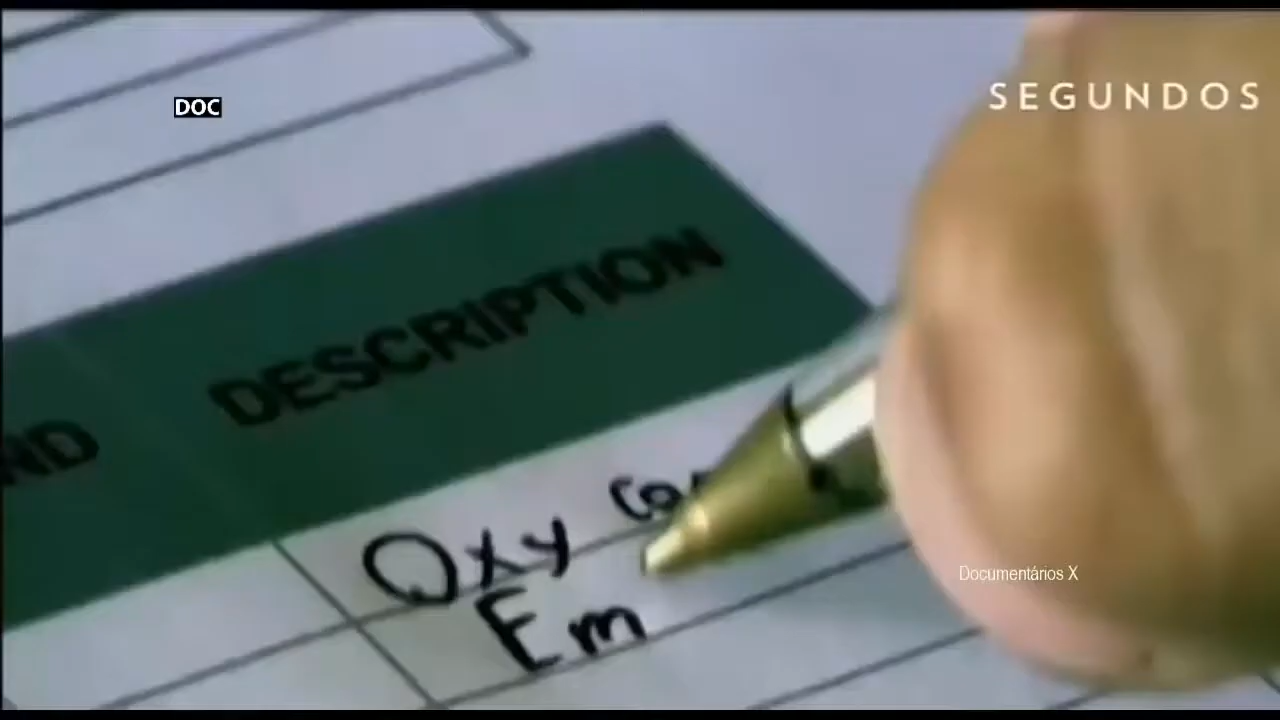 DOC
SEGUNDOS
DESCRIPTION
Oxy
Em
Documentários X